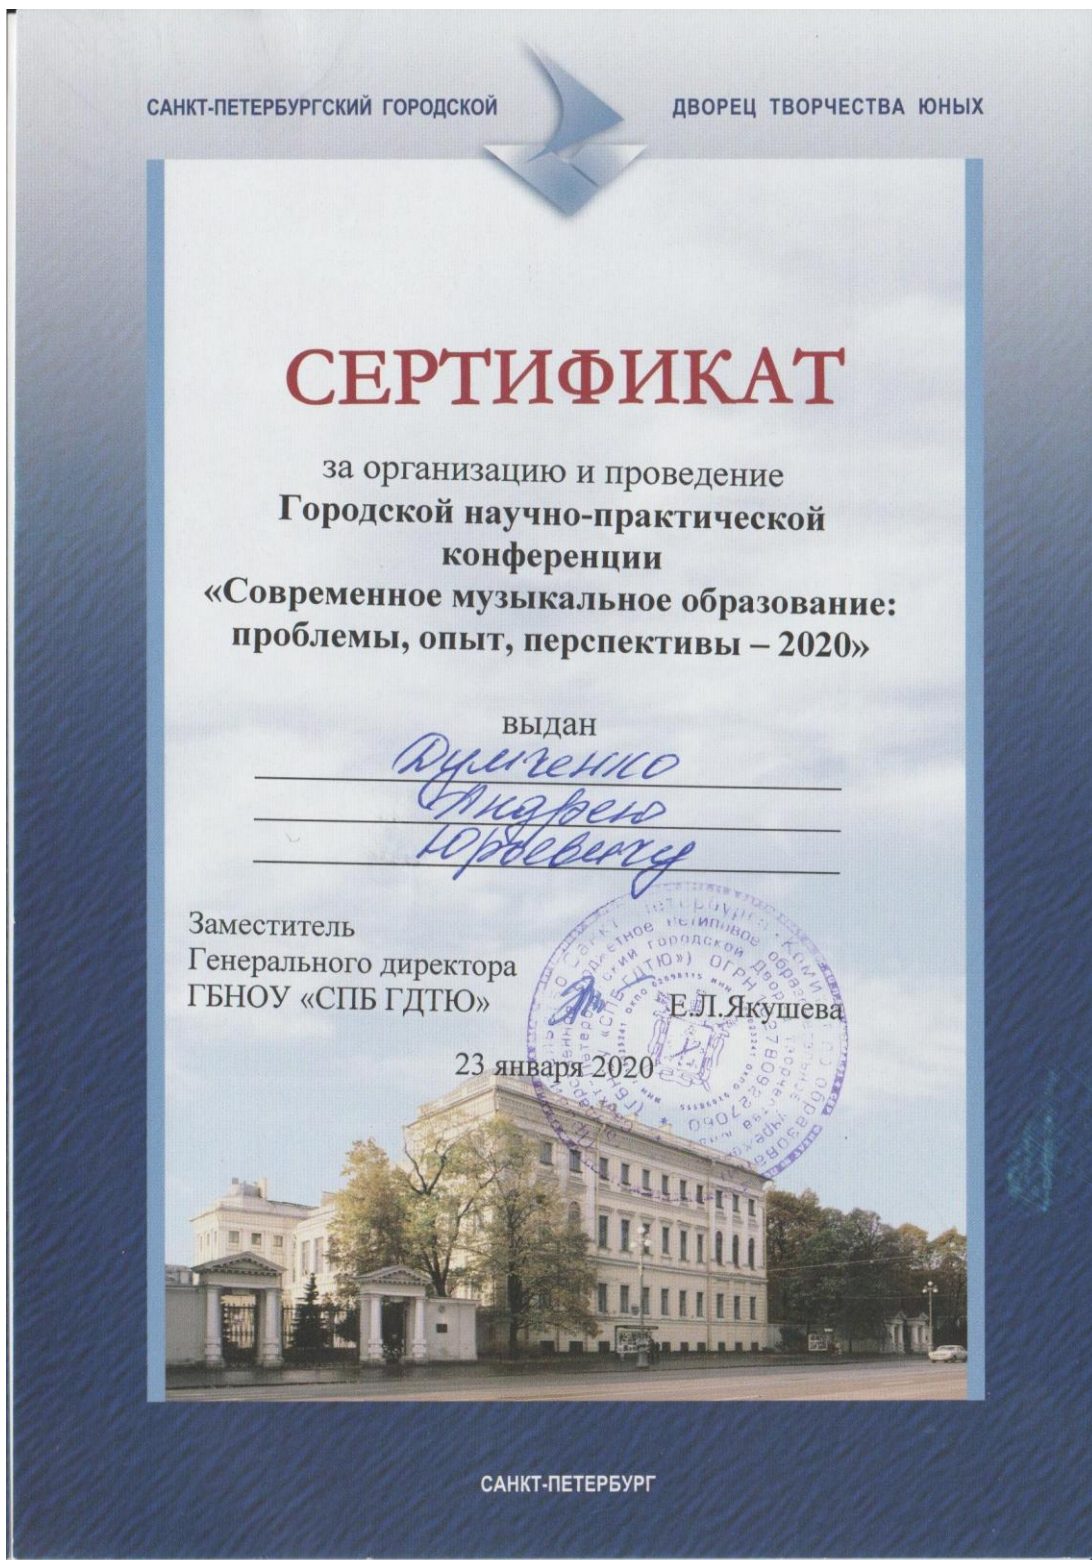 САНКТ-ПЕТЕРБУРГСКИЙ ГОРОДСКОЙ ДВОРЕЦ ТВОРЧЕСТВА ЮНЫХ
СЕРТИФИКАТ
за организацию и проведение
Городской научно-практической
конференции
«Современное музыкальное образование:
проблемы, опыт, перспективы – 2020»
выдан
Думченко
Андрею
Юрьевичу
Заместитель
Генерального директора
ГБНОУ «СПБ ГДТЮ»
Е.Л.Якушева
23 января 2020
САНКТ-ПЕТЕРБУРГ